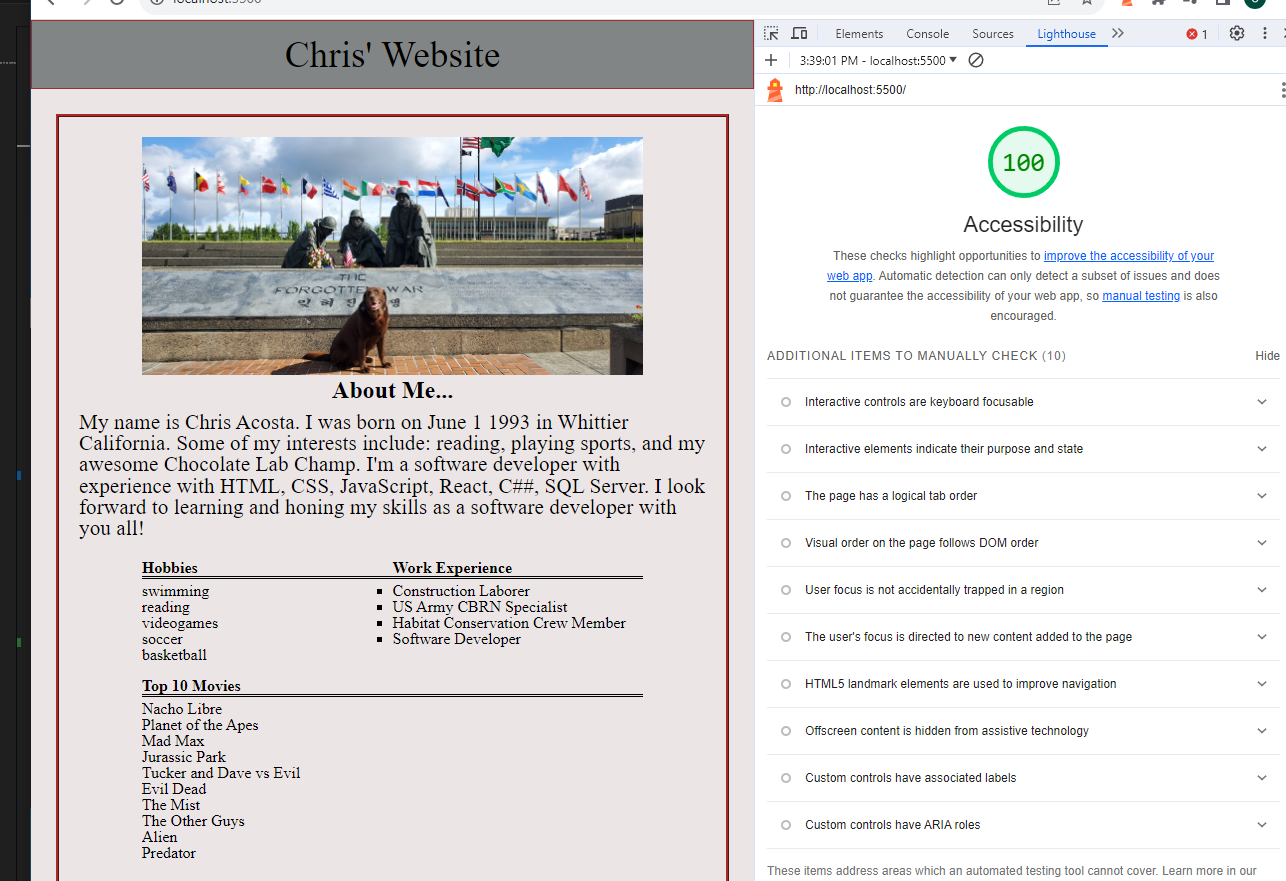 localhost:5500
Chris' Website
THE
FORGOTTEN WAR
About Me...
My name is Chris Acosta. I was born on June 1 1993 in Whittier
California. Some of my interests include: reading, playing sports, and my
awesome Chocolate Lab Champ. I'm a software developer with
experience with HTML, CSS, JavaScript, React, C##, SQL Server. I look
forward to learning and honing my skills as a software developer with
you all!
Hobbies
swimming
reading
videogames
soccer
basketball
Work Experience
Construction Laborer
US Army CBRN Specialist
Habitat Conservation Crew Member
Software Developer
Top 10 Movies
Nacho Libre
Planet of the Apes
Mad Max
Jurassic Park
Tucker and Dave vs Evil
Evil Dead
The Mist
The Other Guys
Alien
Predator
Elements Console Sources Lighthouse 1
3:39:01 PM - localhost:5500
http://localhost:5500/
100
Accessibility
These checks highlight opportunities to improve the accessibility of your
web app. Automatic detection can only detect a subset of issues and does
not guarantee the accessibility of your web app, so manual testing is also
encouraged.
ADDITIONAL ITEMS TO MANUALLY CHECK (10) Hide
Interactive controls are keyboard focusable
Interactive elements indicate their purpose and state
The page has a logical tab order
Visual order on the page follows DOM order
User focus is not accidentally trapped in a region
The user's focus is directed to new content added to the page
HTML5 landmark elements are used to improve navigation
Offscreen content is hidden from assistive technology
Custom controls have associated labels
Custom controls have ARIA roles
These items address areas which an automated testing tool cannot cover. Learn more in our